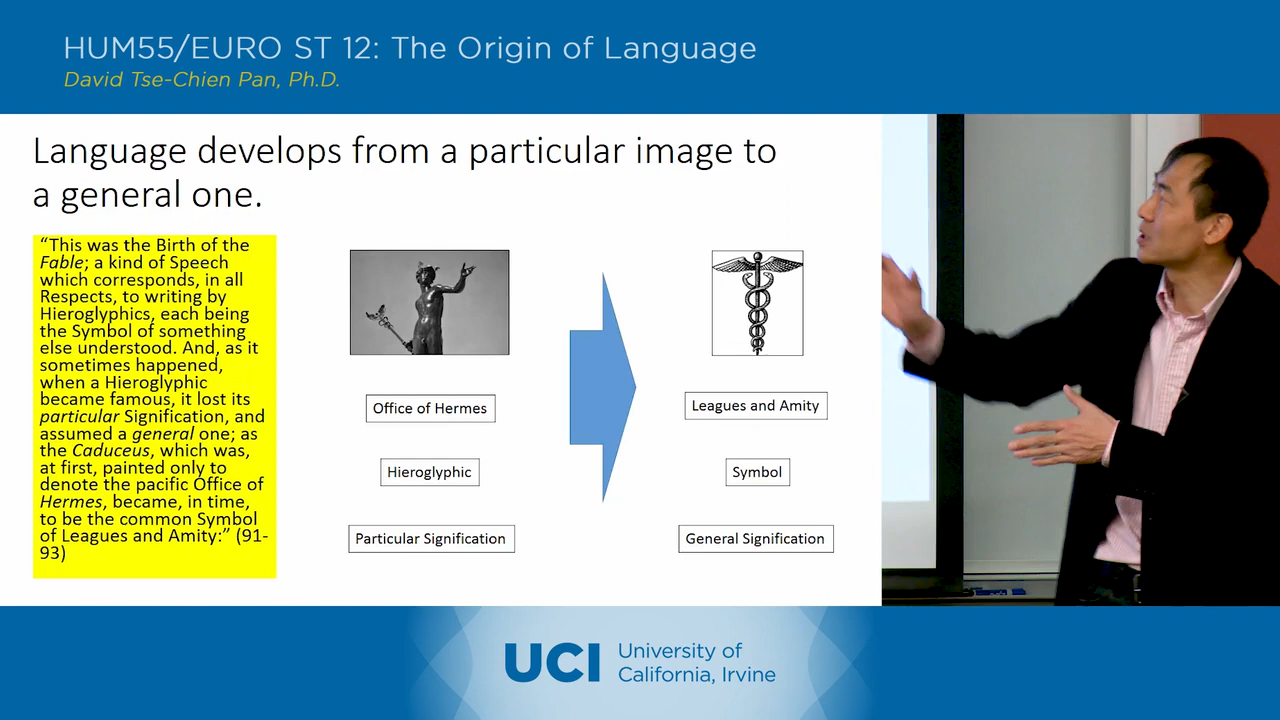 HUM55/EURO ST 12: The Origin of Language
David Tse-Chien Pan, Ph.D.
Language develops from a particular image to
a general one.
“This was the Birth of the
Fable; a kind of Speech
which corresponds, in all
Respects, to writing by
Hieroglyphics, each being
the Symbol of something
else understood. And, as it
sometimes happened,
when a Hieroglyphic
became famous, it lost its
particular Signification, and
assumed a general one; as
the Caduceus, which was,
at first, painted only to
denote the pacific Office of
Hermes, became, in time,
to be the common Symbol
of Leagues and Amity:” (91-
93)
Office of Hermes
Hieroglyphic
Particular Signification
Leagues and Amity
Symbol
General Signification
UCI
University of
California, Irvine